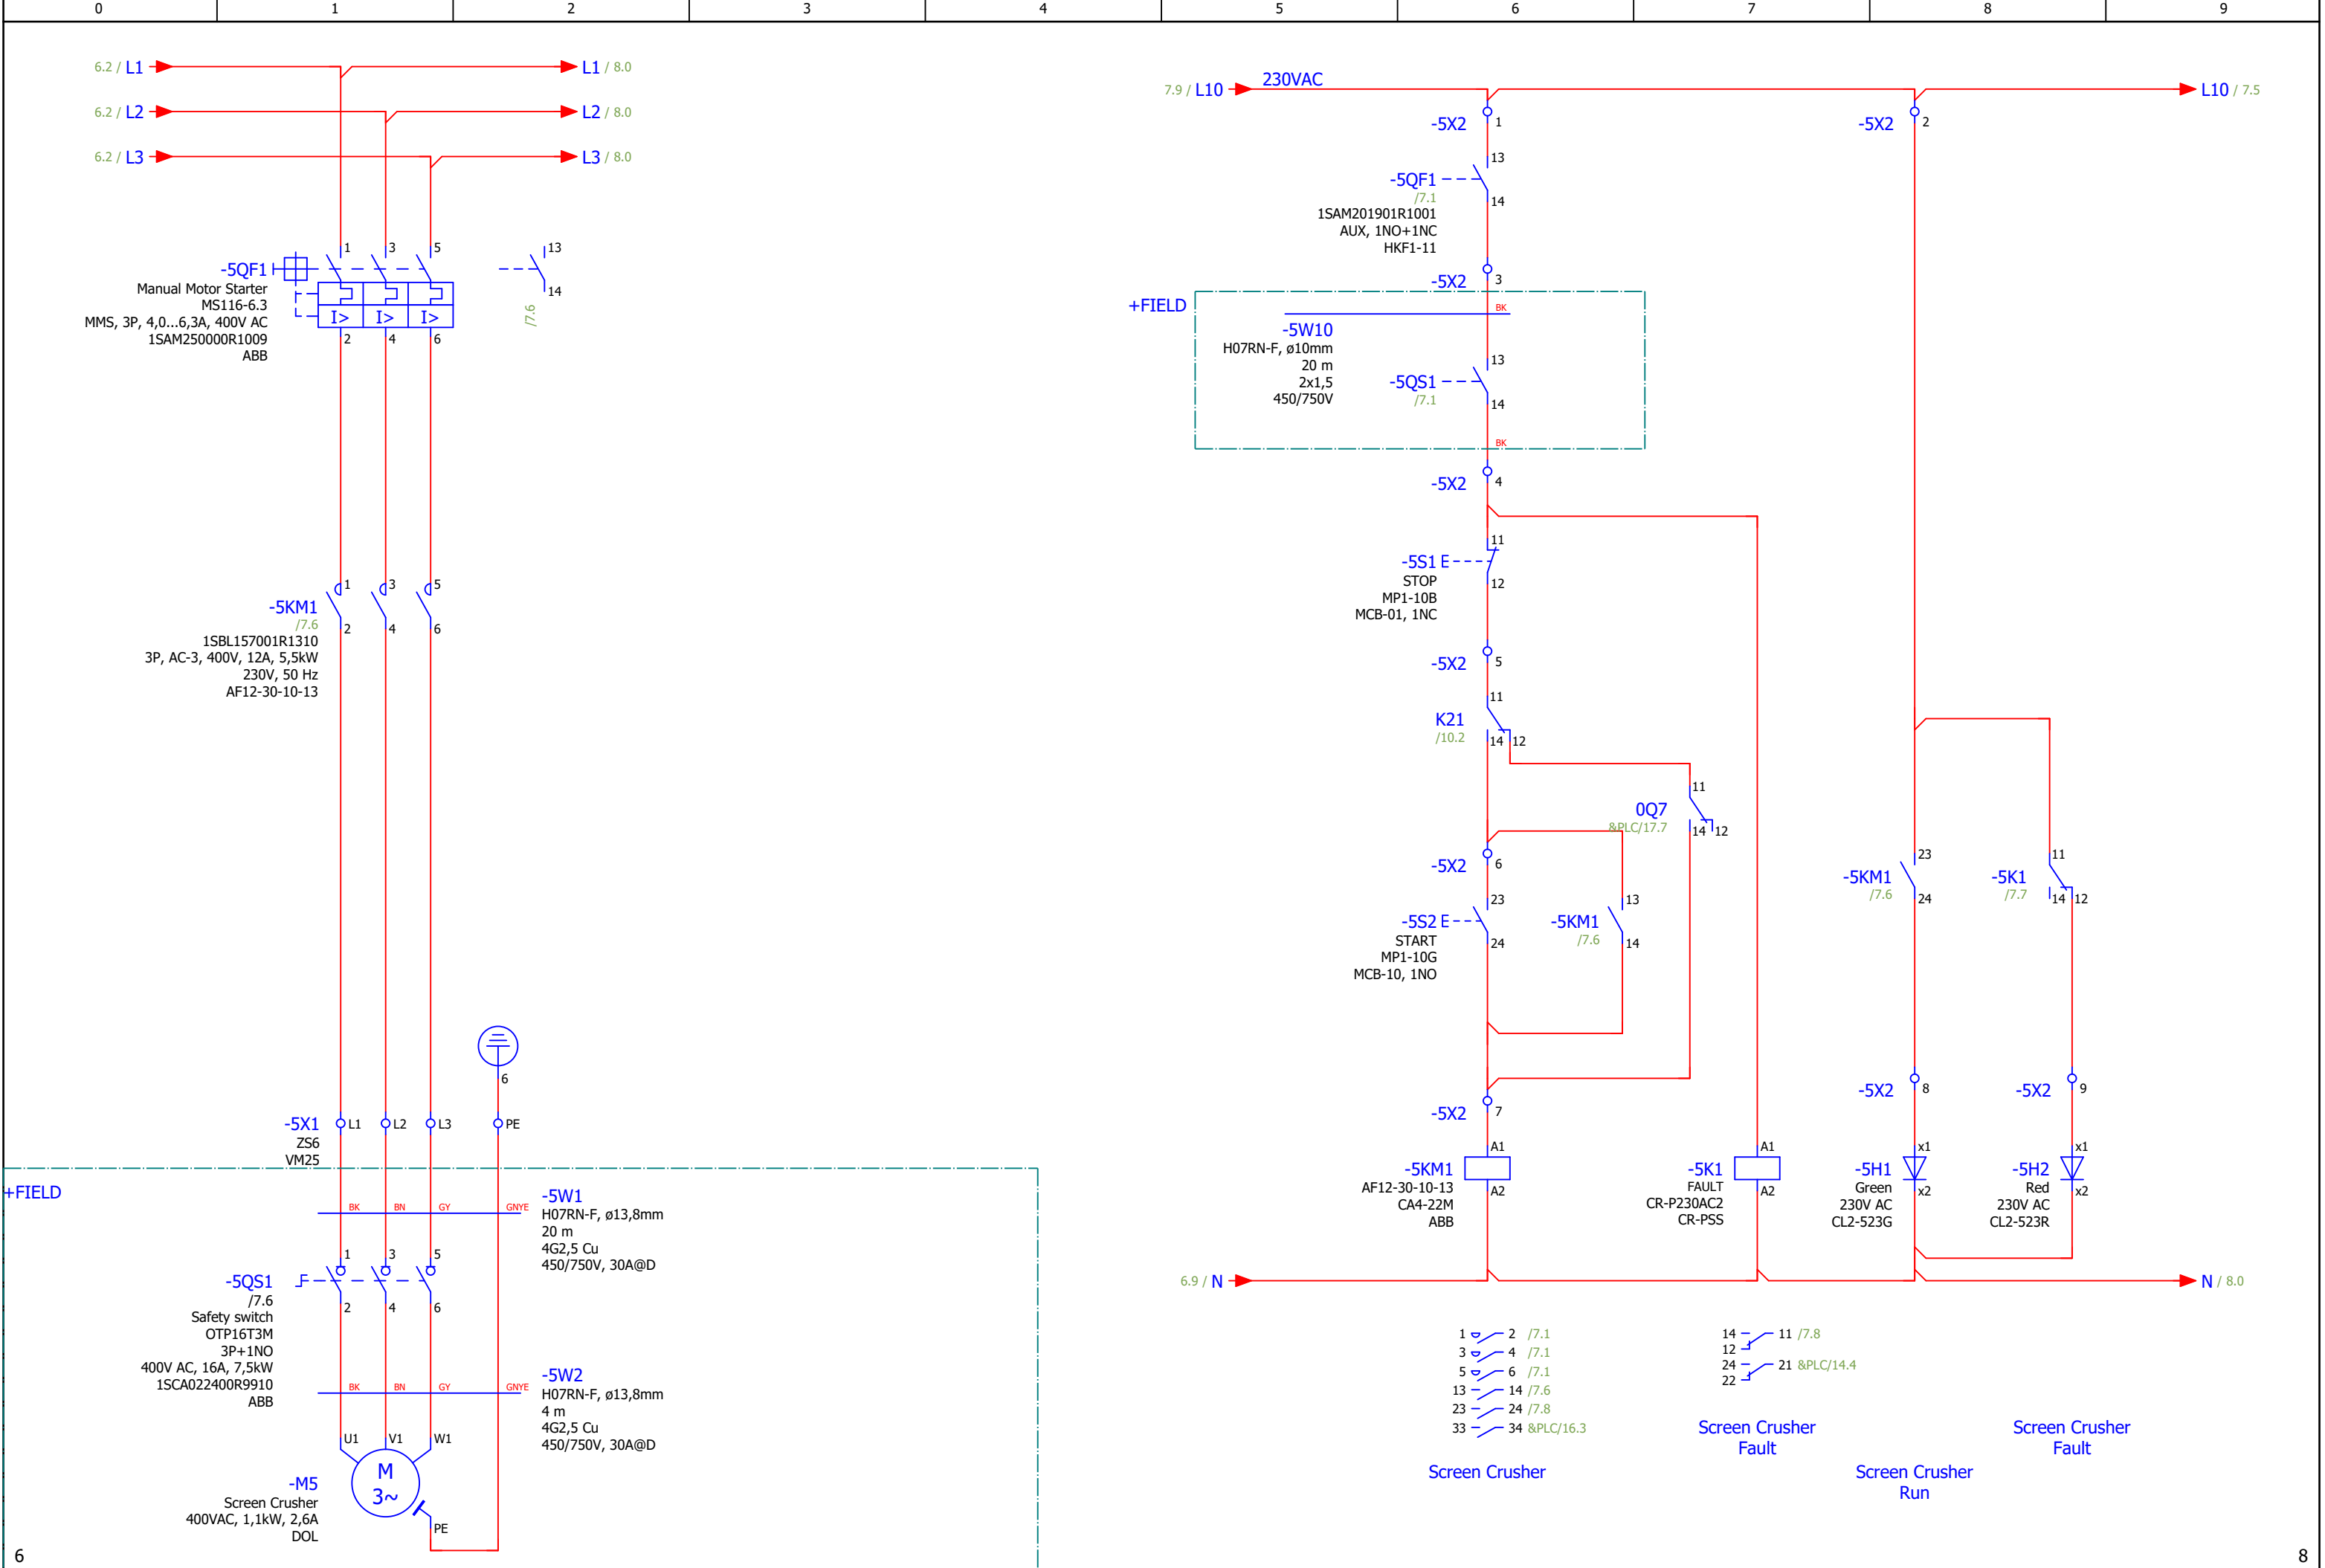 0 1 2 3 4 5 6 7 8 9
6.2 / L1
L1 / 8.0
6.2 / L2
L2 / 8.0
6.2 / L3
L3 / 8.0
1 3 5
13
-5QF1
14
/7.6
Manual Motor Starter
MS116-6.3
MMS, 3P, 4,0...6,3A, 400V AC
1SAM250000R1009
ABB
I> I> I>
2 4 6
1 3 5
-5KM1
/7.6
2 4 6
1SBL157001R1310
3P, AC-3, 400V, 12A, 5,5kW
230V, 50 Hz
AF12-30-10-13
6
-5X1
L1 L2 L3 PE
ZS6
VM25
+FIELD
BK BN GY GNYE
-5W1
H07RN-F, ø13,8mm
20 m
4G2,5 Cu
450/750V, 30A@D
1 3 5
-5QS1
/7.6
2 4 6
Safety switch
OTP16T3M
3P+1NO
400V AC, 16A, 7,5kW
1SCA022400R9910
ABB
BK BN GY GNYE
-5W2
H07RN-F, ø13,8mm
4 m
4G2,5 Cu
450/750V, 30A@D
U1 V1 W1
M
3~
PE
-M5
Screen Crusher
400VAC, 1,1kW, 2,6A
DOL
6
7.9 / L10
230VAC
L10 / 7.5
-5X2
1
-5X2
2
13
-5QF1
/7.1
14
1SAM201901R1001
AUX, 1NO+1NC
HKF1-11
-5X2
3
+FIELD
BK
-5W10
H07RN-F, ø10mm
20 m
2x1,5
450/750V
13
-5QS1
/7.1
14
BK
-5X2
4
11
-5S1
12
STOP
MP1-10B
MCB-01, 1NC
-5X2
5
11
K21
/10.2
14 12
11
0Q7
&PLC/17.7
14 12
-5X2
6
23
-5S2
24
START
MP1-10G
MCB-10, 1NO
13
-5KM1
/7.6
14
23
-5KM1
/7.6
24
11
-5K1
/7.7
14 12
-5X2
7
-5X2
8
-5X2
9
A1
-5KM1
A2
AF12-30-10-13
CA4-22M
ABB
A1
-5K1
A2
FAULT
CR-P230AC2
CR-PSS
x1
-5H1
x2
Green
230V AC
CL2-523G
x1
-5H2
x2
Red
230V AC
CL2-523R
6.9 / N
N / 8.0
1 2 /7.1
3 4 /7.1
5 6 /7.1
13 14 /7.6
23 24 /7.8
33 34 &PLC/16.3
14 11 /7.8
12
24 21 &PLC/14.4
22
Screen Crusher
Screen Crusher
Fault
Screen Crusher
Run
Screen Crusher
Fault
8